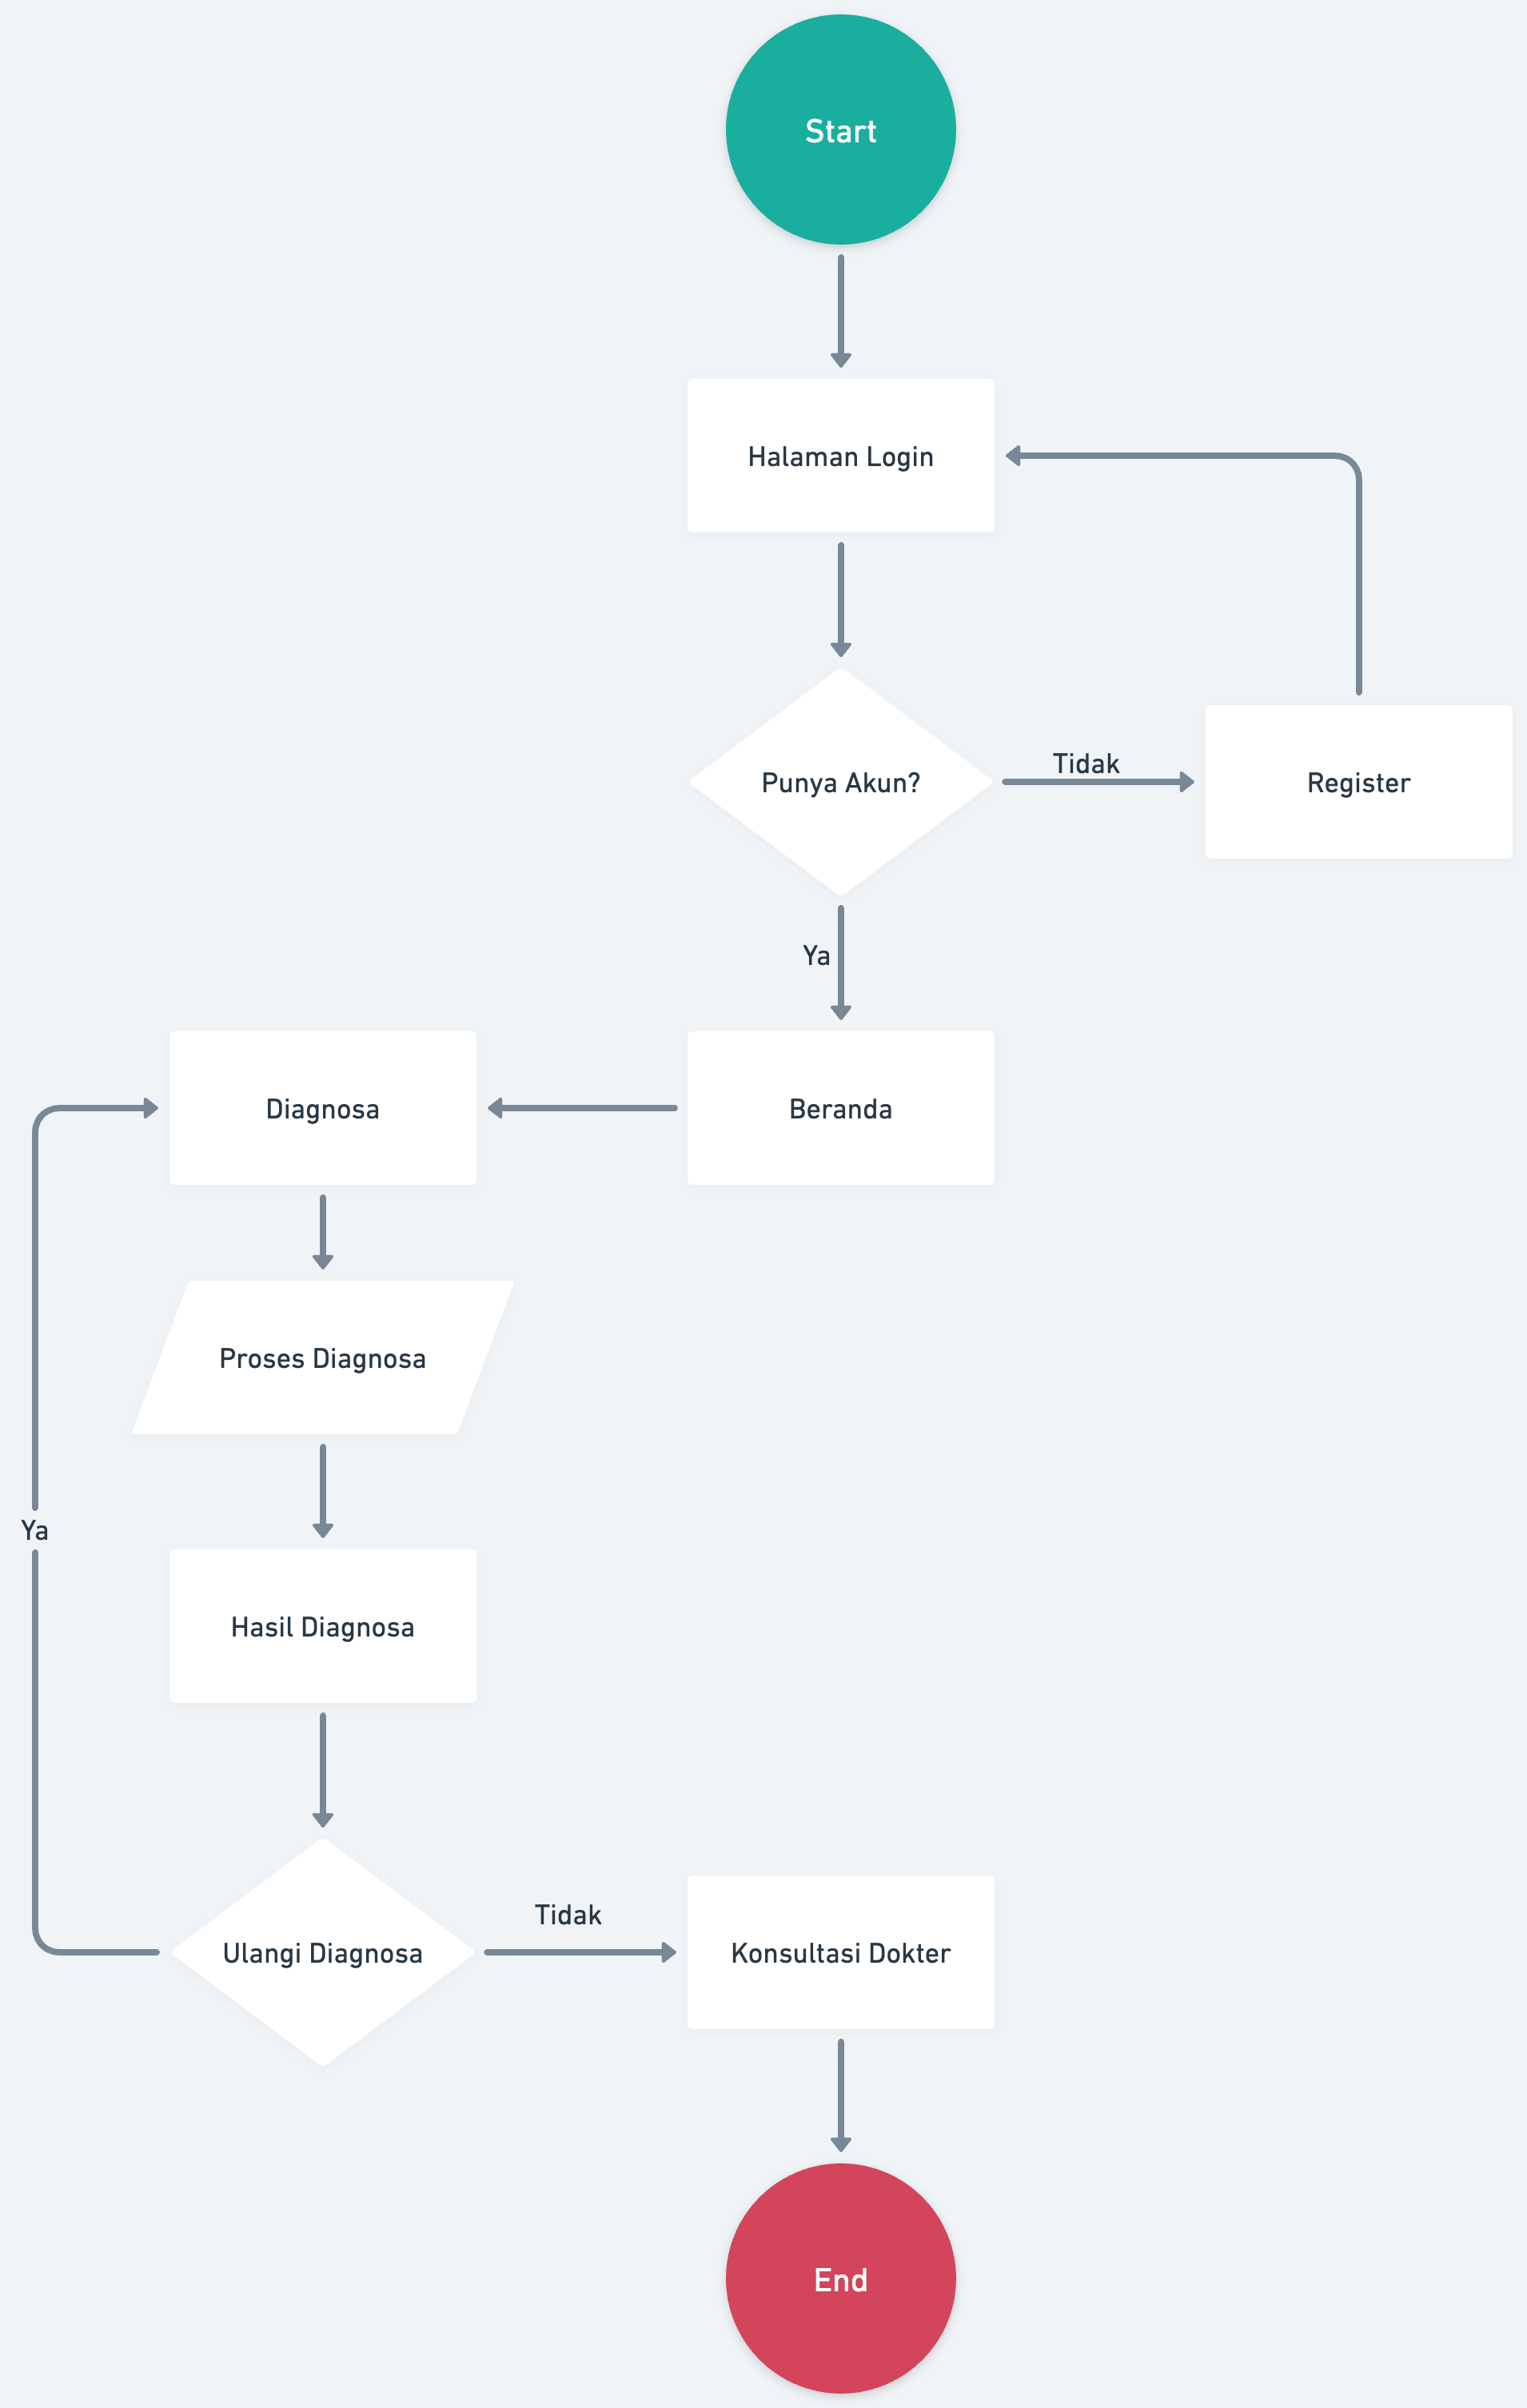 Start
Halaman Login
Punya Akun?
Tidak
Register
Ya
Diagnosa
Beranda
Proses Diagnosa
Ya
Hasil Diagnosa
Ulangi Diagnosa
Tidak
Konsultasi Dokter
End